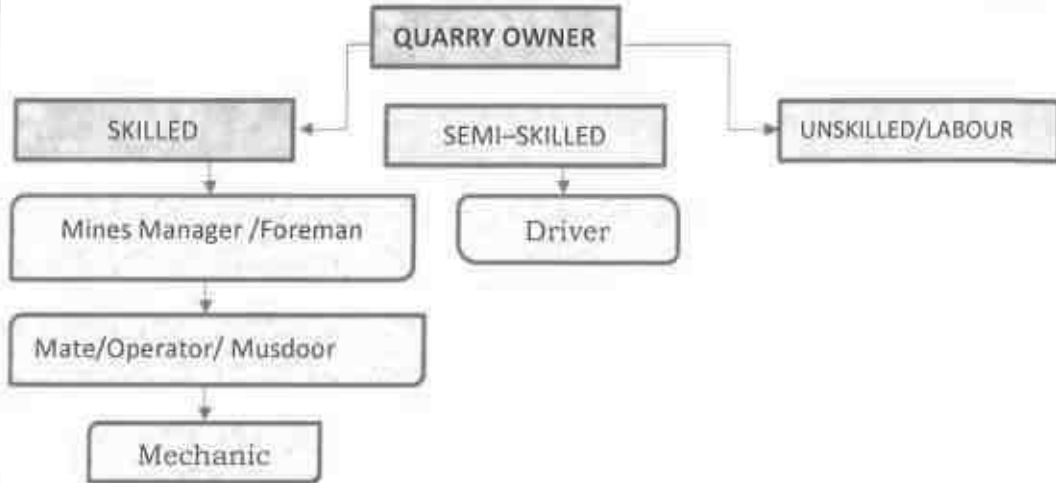 QUARRY OWNER
SKILLED
SEMI–SKILLED
UNSKILLED/LABOUR
Mines Manager /Foreman
Driver
Mate/Operator/ Musdoor
Mechanic